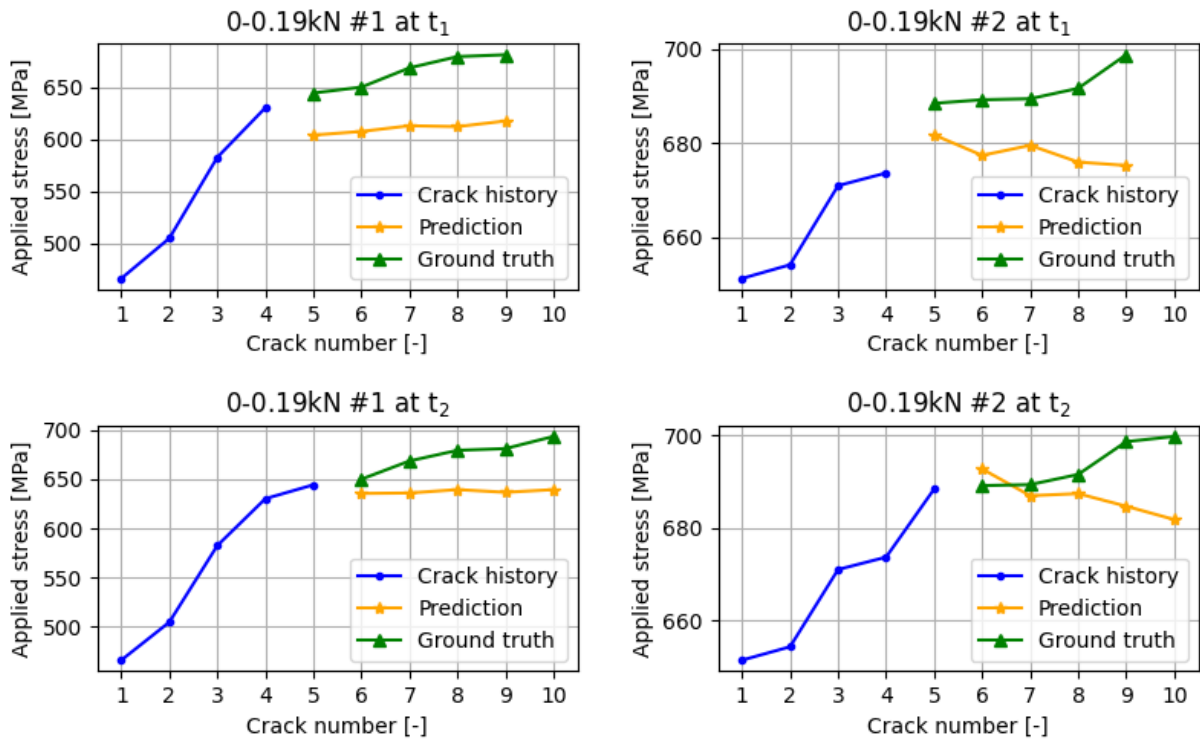 0-0.19kN #1 at t₁
Applied stress [MPa]
650
600
550
500
Crack history
Prediction
Ground truth
1 2 3 4 5 6 7 8 9 10
Crack number [-]
0-0.19kN #2 at t₁
Applied stress [MPa]
700
680
660
Crack history
Prediction
Ground truth
1 2 3 4 5 6 7 8 9 10
Crack number [-]
0-0.19kN #1 at t₂
Applied stress [MPa]
700
650
600
550
500
Crack history
Prediction
Ground truth
1 2 3 4 5 6 7 8 9 10
Crack number [-]
0-0.19kN #2 at t₂
Applied stress [MPa]
700
680
660
Crack history
Prediction
Ground truth
1 2 3 4 5 6 7 8 9 10
Crack number [-]